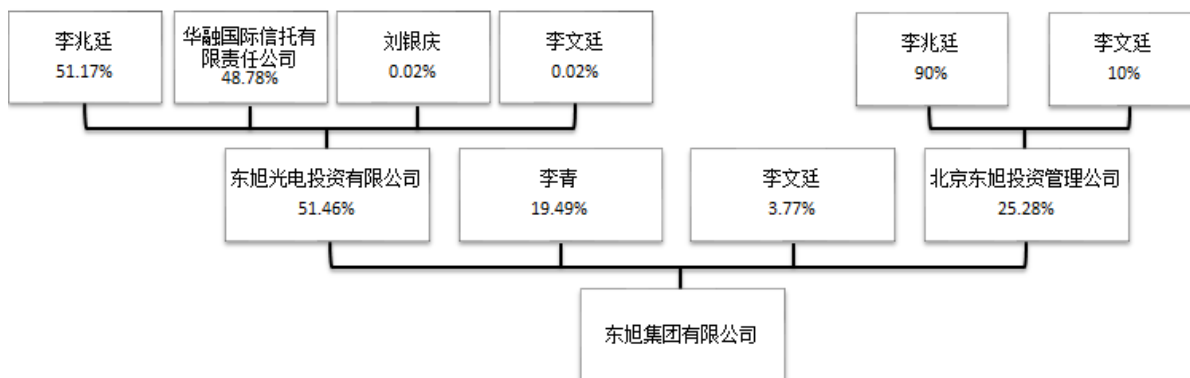 李兆廷
51.17%
华融国际信托有
限责任公司
48.78%
刘银庆
0.02%
李文廷
0.02%
李兆廷
90%
李文廷
10%
东旭光电投资有限公司
51.46%
李青
19.49%
李文廷
3.77%
北京东旭投资管理公司
25.28%
东旭集团有限公司